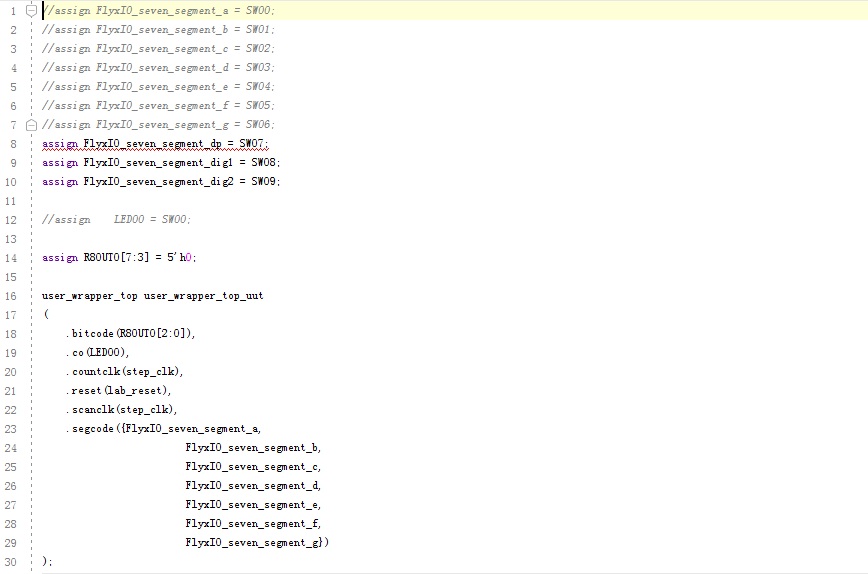 1 //assign FlyxIO_seven_segment_a = SW00;
2 //assign FlyxIO_seven_segment_b = SW01;
3 //assign FlyxIO_seven_segment_c = SW02;
4 //assign FlyxIO_seven_segment_d = SW03;
5 //assign FlyxIO_seven_segment_e = SW04;
6 //assign FlyxIO_seven_segment_f = SW05;
7 //assign FlyxIO_seven_segment_g = SW06;
8 assign FlyxIO_seven_segment_dp = SW07;
9 assign FlyxIO_seven_segment_dig1 = SW08;
10 assign FlyxIO_seven_segment_dig2 = SW09;
11
12 //assign    LED00 = SW00;
13
14 assign R8OUT0[7:3] = 5'h0;
15
16 user_wrapper_top user_wrapper_top_uut
17 (
18     .bitcode(R8OUT0[2:0]),
19     .co(LED00),
20     .countclk(step_clk),
21     .reset(lab_reset),
22     .scanclk(step_clk),
23     .segcode({FlyxIO_seven_segment_a,
24                         FlyxIO_seven_segment_b,
25                         FlyxIO_seven_segment_c,
26                         FlyxIO_seven_segment_d,
27                         FlyxIO_seven_segment_e,
28                         FlyxIO_seven_segment_f,
29                         FlyxIO_seven_segment_g})
30 );